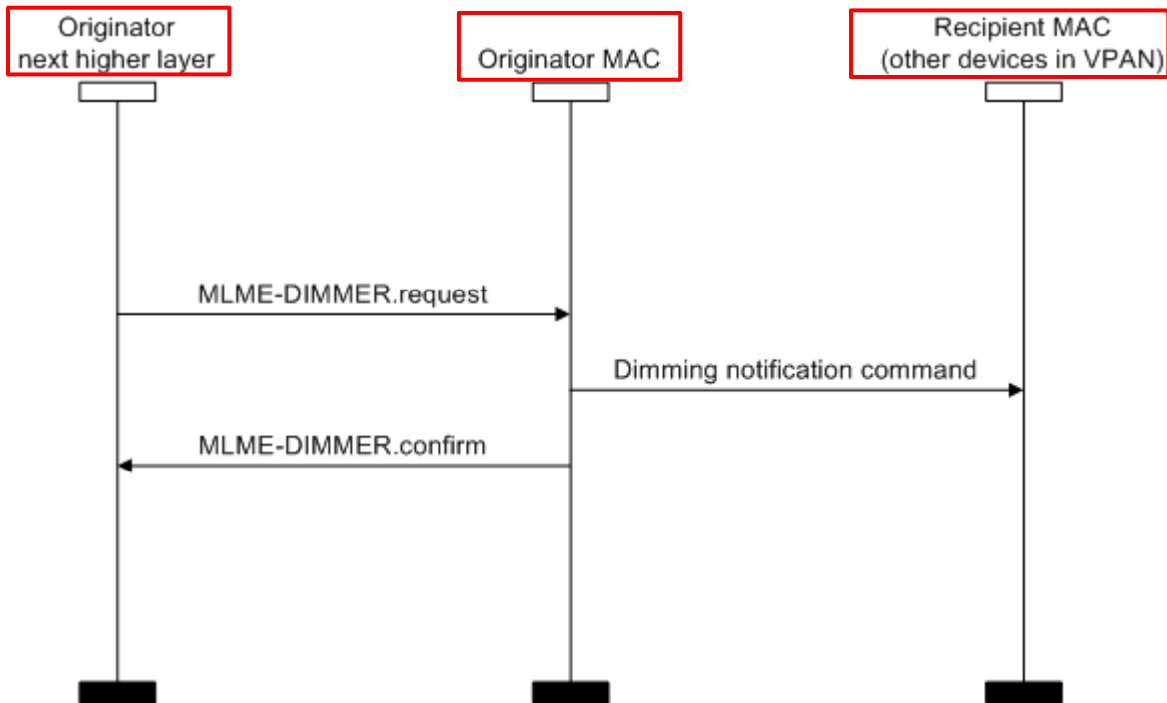 Originator
next higher layer
Originator MAC
Recipient MAC
(other devices in VPAN)
MLME-DIMMER.request
Dimming notification command
MLME-DIMMER.confirm